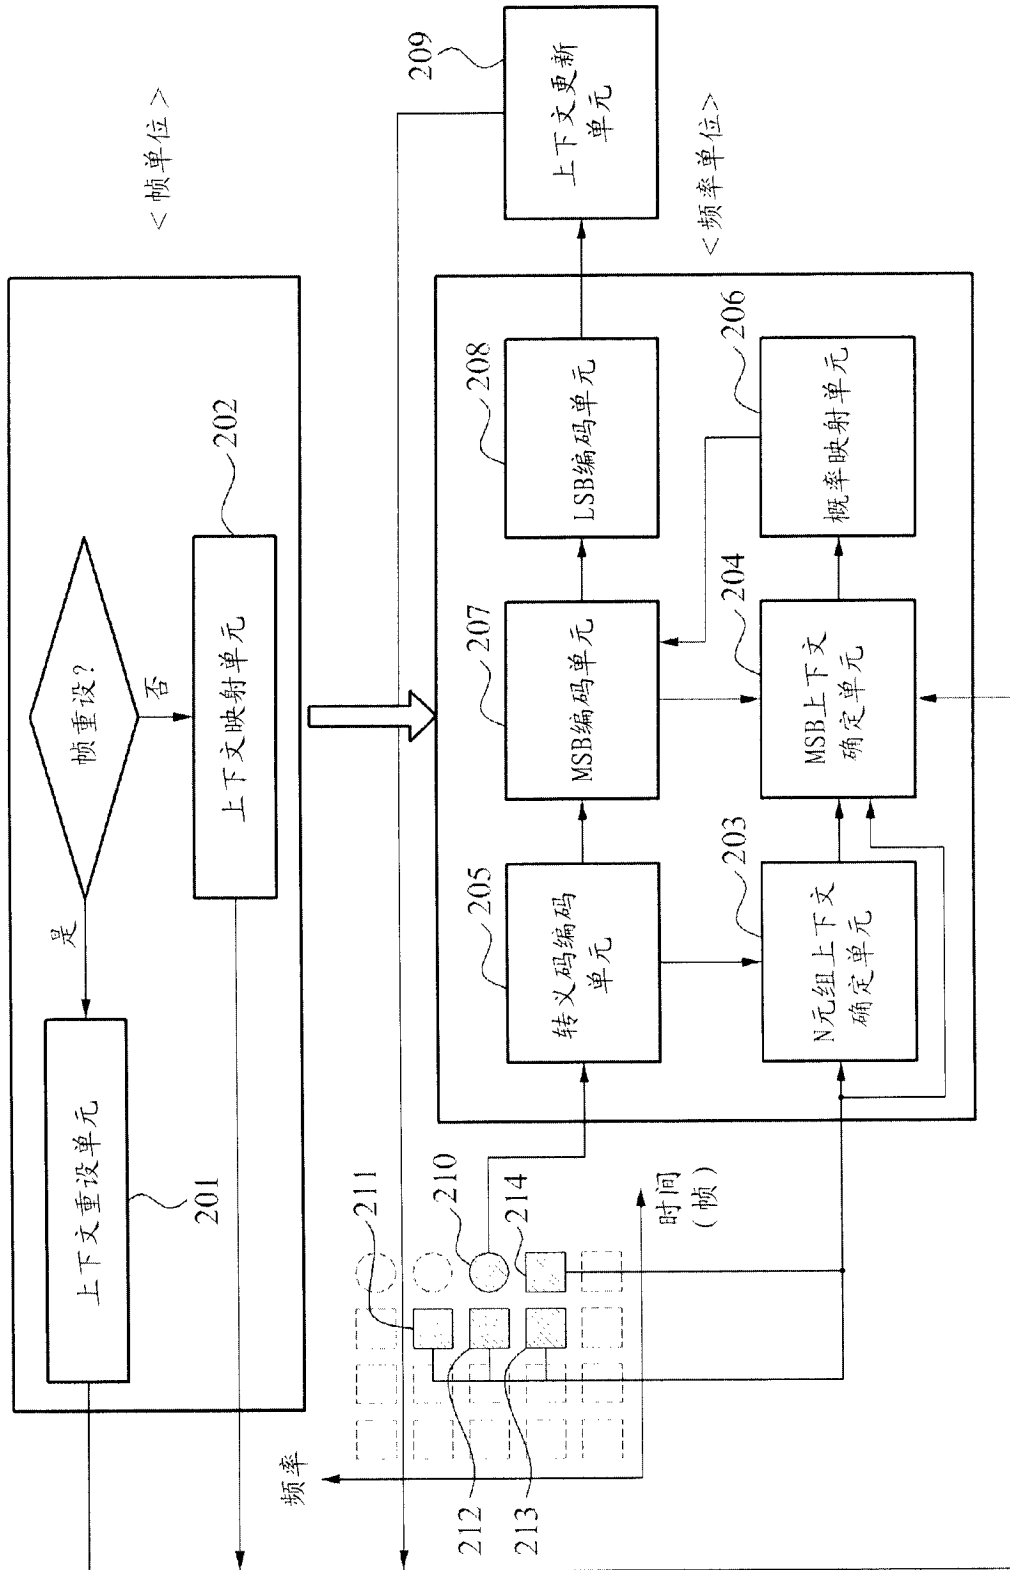 <帧单位>
帧重设?
是
否
上下文重设单元
201
上下文映射单元
202
频率
时间
(帧)
211
210
214
212
213
<频率单位>
转义码编码
单元
205
MSB编码单元
207
LSB编码单元
208
上下文更新
单元
209
N元组上下文
确定单元
203
MSB上下文
确定单元
204
概率映射单元
206